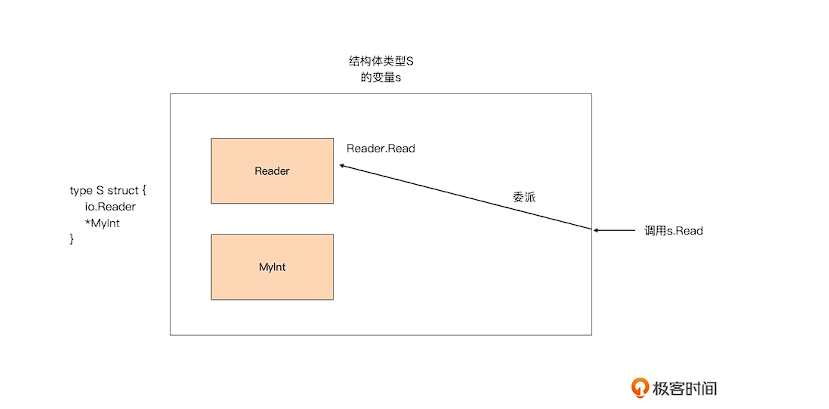 结构体类型S
的变量s
type S struct {
io.Reader
*MyInt
}
Reader
MyInt
Reader.Read
委派
调用s.Read
极客时间